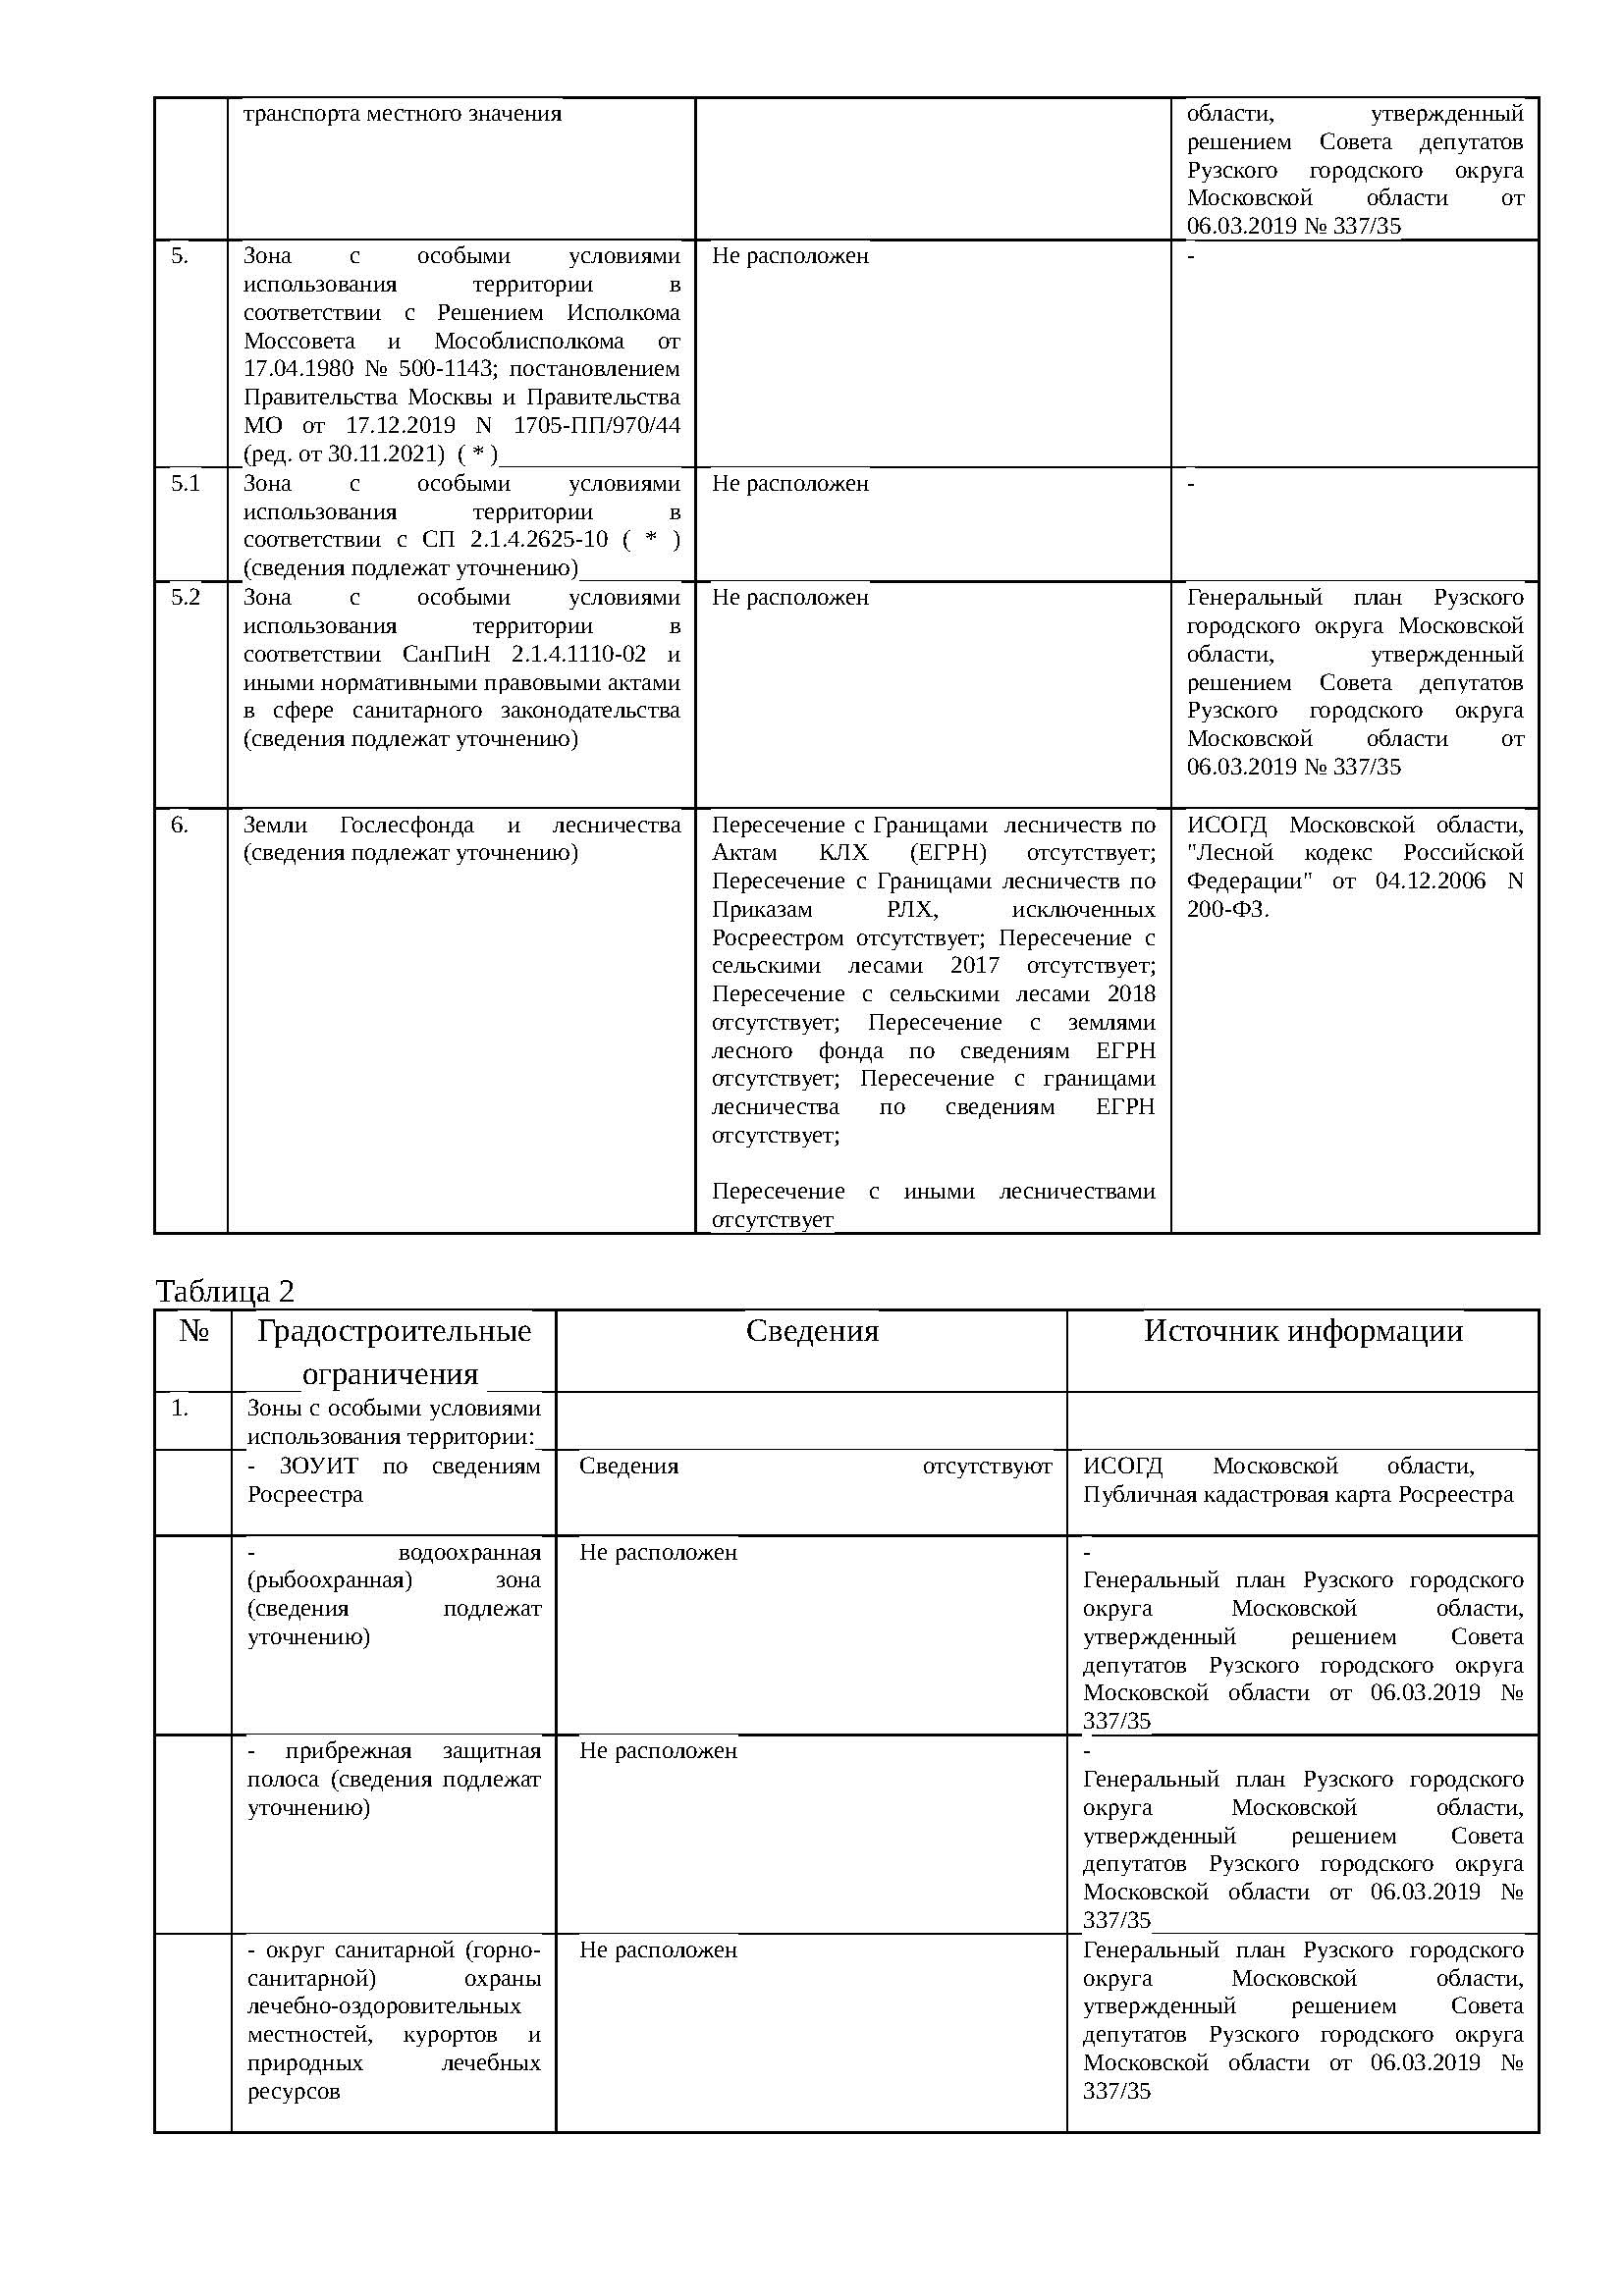 транспорта местного значения
области, утвержденный
решением Совета депутатов
Рузского городского округа
Московской области от
06.03.2019 № 337/35
5.
Зона с особыми условиями
использования территории в
соответствии с Решением Исполкома
Моссовета и Мособлисполкома от
17.04.1980 № 500-1143; постановлением
Правительства Москвы и Правительства
МО от 17.12.2019 N 1705-ПП/970/44
(ред. от 30.11.2021) ( * )
Не расположен
-
5.1
Зона с особыми условиями
использования территории в
соответствии с СП 2.1.4.2625-10 ( * )
(сведения подлежат уточнению)
Не расположен
-
5.2
Зона с особыми условиями
использования территории в
соответствии СанПиН 2.1.4.1110-02 и
иными нормативными правовыми актами
в сфере санитарного законодательства
(сведения подлежат уточнению)
Не расположен
Генеральный план Рузского
городского округа Московской
области, утвержденный
решением Совета депутатов
Рузского городского округа
Московской области от
06.03.2019 № 337/35
6.
Земли Гослесфонда и лесничества
(сведения подлежат уточнению)
Пересечение с Границами лесничеств по
Актам КЛХ (ЕГРН) отсутствует;
Пересечение с Границами лесничеств по
Приказам РЛХ, исключенных
Росреестром отсутствует; Пересечение с
сельскими лесами 2017 отсутствует;
Пересечение с сельскими лесами 2018
отсутствует; Пересечение с землями
лесного фонда по сведениям ЕГРН
отсутствует; Пересечение с границами
лесничества по сведениям ЕГРН
отсутствует;
Пересечение с иными лесничествами
отсутствует
ИСОГД Московской области,
"Лесной кодекс Российской
Федерации" от 04.12.2006 N
200-ФЗ.
Таблица 2
№
Градостроительные
ограничения
Сведения
Источник информации
1.
Зоны с особыми условиями
использования территории:
- ЗОУИТ по сведениям
Росреестра
Сведения отсутствуют
ИСОГД Московской области,
Публичная кадастровая карта Росреестра
- водоохранная
(рыбоохранная) зона
(сведения подлежат
уточнению)
Не расположен
-
Генеральный план Рузского городского
округа Московской области,
утвержденный решением Совета
депутатов Рузского городского округа
Московской области от 06.03.2019 №
337/35
- прибрежная защитная
полоса (сведения подлежат
уточнению)
Не расположен
-
Генеральный план Рузского городского
округа Московской области,
утвержденный решением Совета
депутатов Рузского городского округа
Московской области от 06.03.2019 №
337/35
- округ санитарной (горно-
санитарной) охраны
лечебно-оздоровительных
местностей, курортов и
природных лечебных
ресурсов
Не расположен
Генеральный план Рузского городского
округа Московской области,
утвержденный решением Совета
депутатов Рузского городского округа
Московской области от 06.03.2019 №
337/35